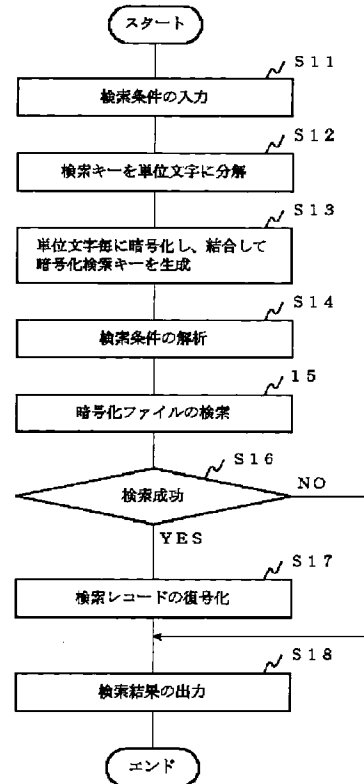 スタート
S11
検索条件の入力
S12
検索キーを単位文字に分解
S13
単位文字毎に暗号化し、結合して
暗号化検索キーを生成
S14
検索条件の解析
15
暗号化ファイルの検索
S16
検索成功
NO
YES
S17
検索レコードの復号化
S18
検索結果の出力
エンド